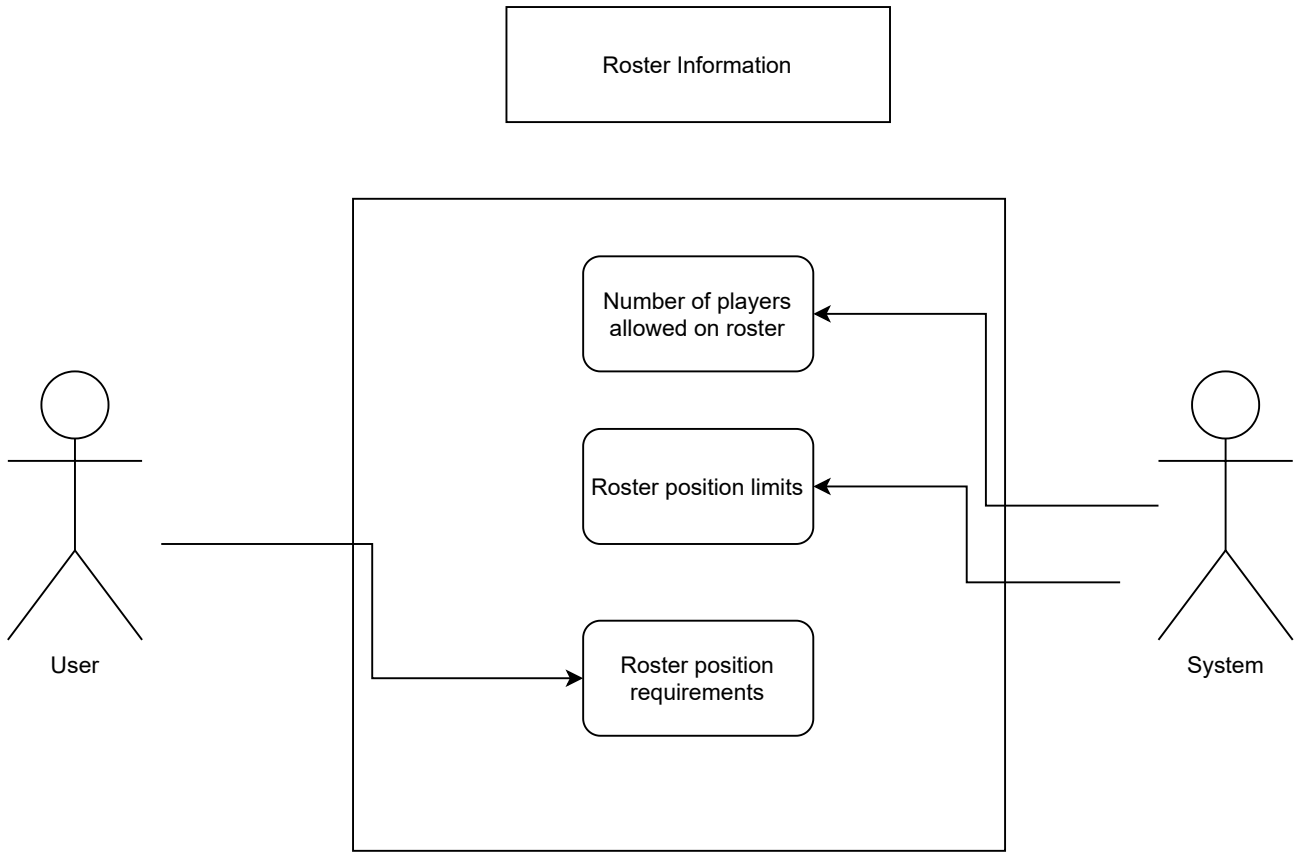 Roster Information
Number of players
allowed on roster
Roster position limits
Roster position
requirements
User
System